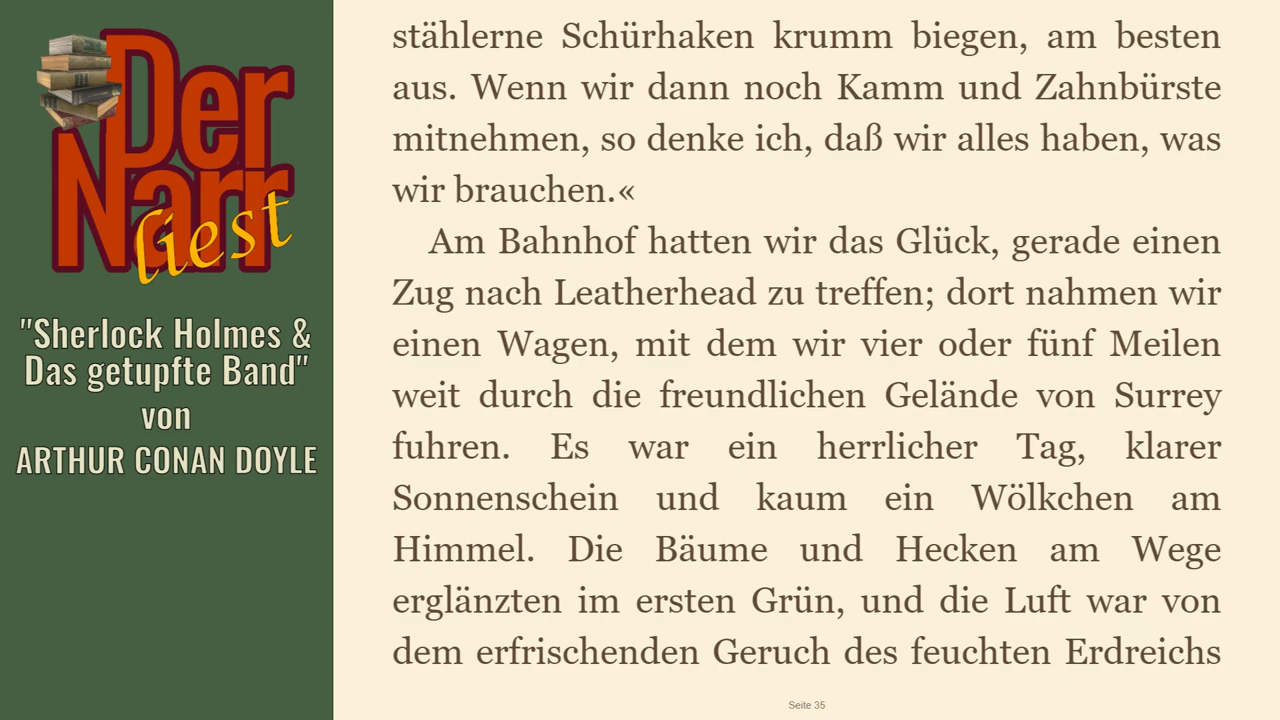 Der
Narr
liest
"Sherlock Holmes &
Das getupfte Band"
von
ARTHUR CONAN DOYLE
stählerne Schürhaken krumm biegen, am besten
aus. Wenn wir dann noch Kamm und Zahnbürste
mitnehmen, so denke ich, daß wir alles haben, was
wir brauchen.«
Am Bahnhof hatten wir das Glück, gerade einen
Zug nach Leatherhead zu treffen; dort nahmen wir
einen Wagen, mit dem wir vier oder fünf Meilen
weit durch die freundlichen Gelände von Surrey
fuhren. Es war ein herrlicher Tag, klarer
Sonnenschein und kaum ein Wölkchen am
Himmel. Die Bäume und Hecken am Wege
erglänzten im ersten Grün, und die Luft war von
dem erfrischenden Geruch des feuchten Erdreichs
Seite 35